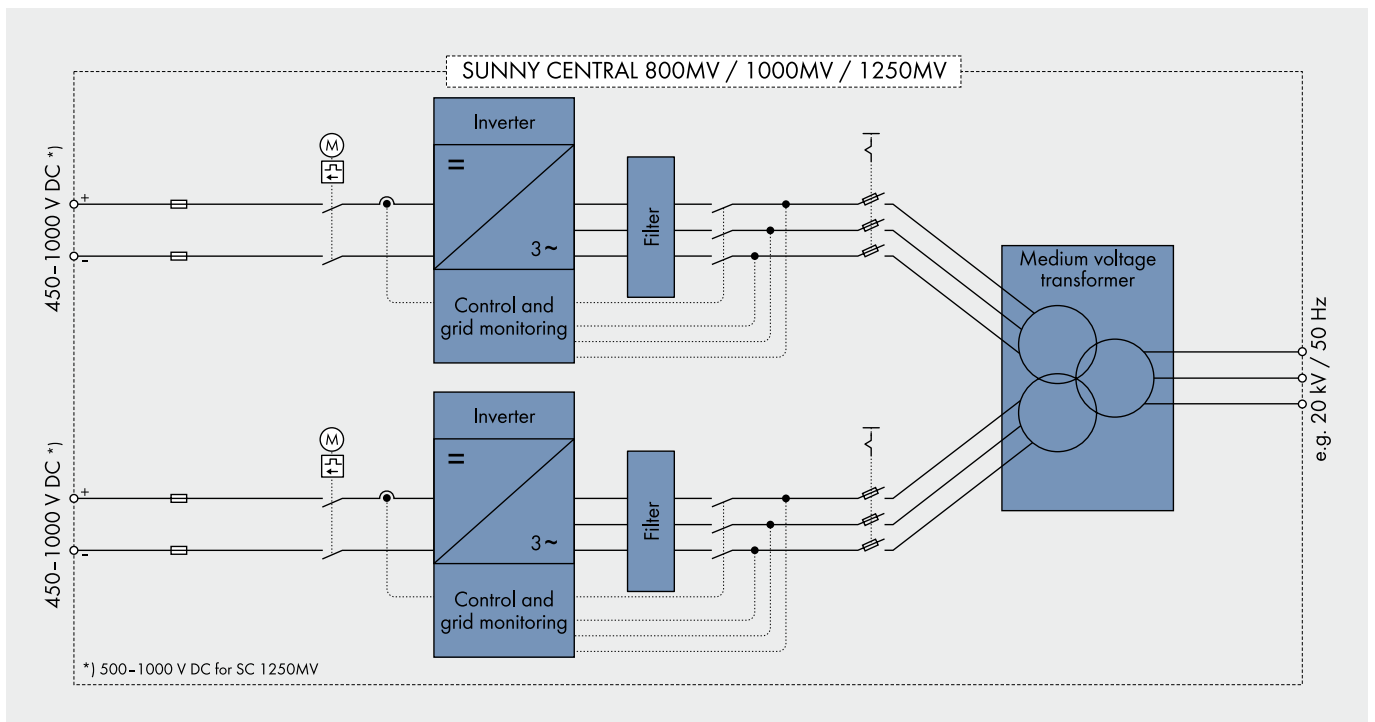 SUNNY CENTRAL 800MV / 1000MV / 1250MV
450–1000 V DC *)
+
-
M
Inverter
=
3~
Control and
grid monitoring
Filter
Medium voltage
transformer
e.g. 20 kV / 50 Hz
450–1000 V DC *)
+
-
M
Inverter
=
3~
Control and
grid monitoring
Filter
*) 500–1000 V DC for SC 1250MV